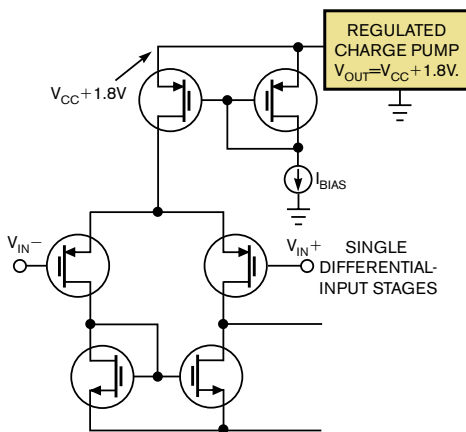 REGULATED
CHARGE PUMP
V_OUT=V_CC+1.8V.
V_CC+1.8V
I_BIAS
V_IN−
V_IN+
SINGLE
DIFFERENTIAL-
INPUT STAGES